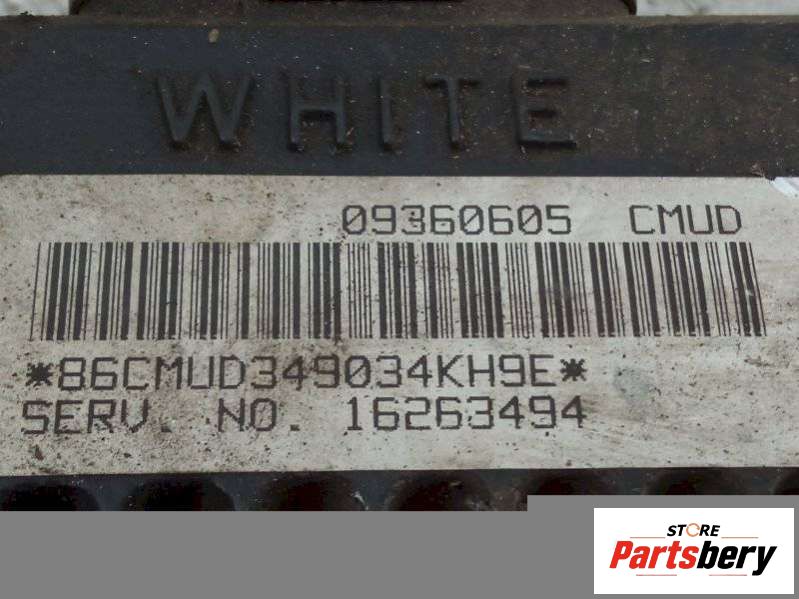 WHITE
09360605 CMUD
*86CMUD349034KH9E*
SERV. NO. 16263494
STORE
Partsbery